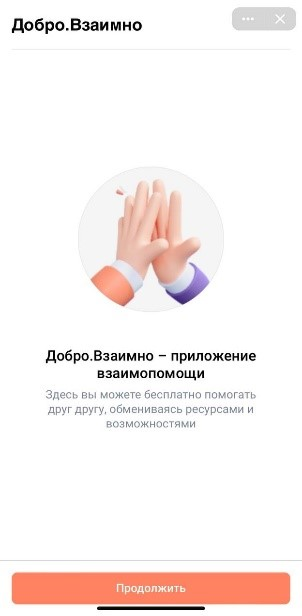 Добро.Взаимно
Добро.Взаимно – приложение
взаимопомощи
Здесь вы можете бесплатно помогать
друг другу, обмениваясь ресурсами и
возможностями
Продолжить